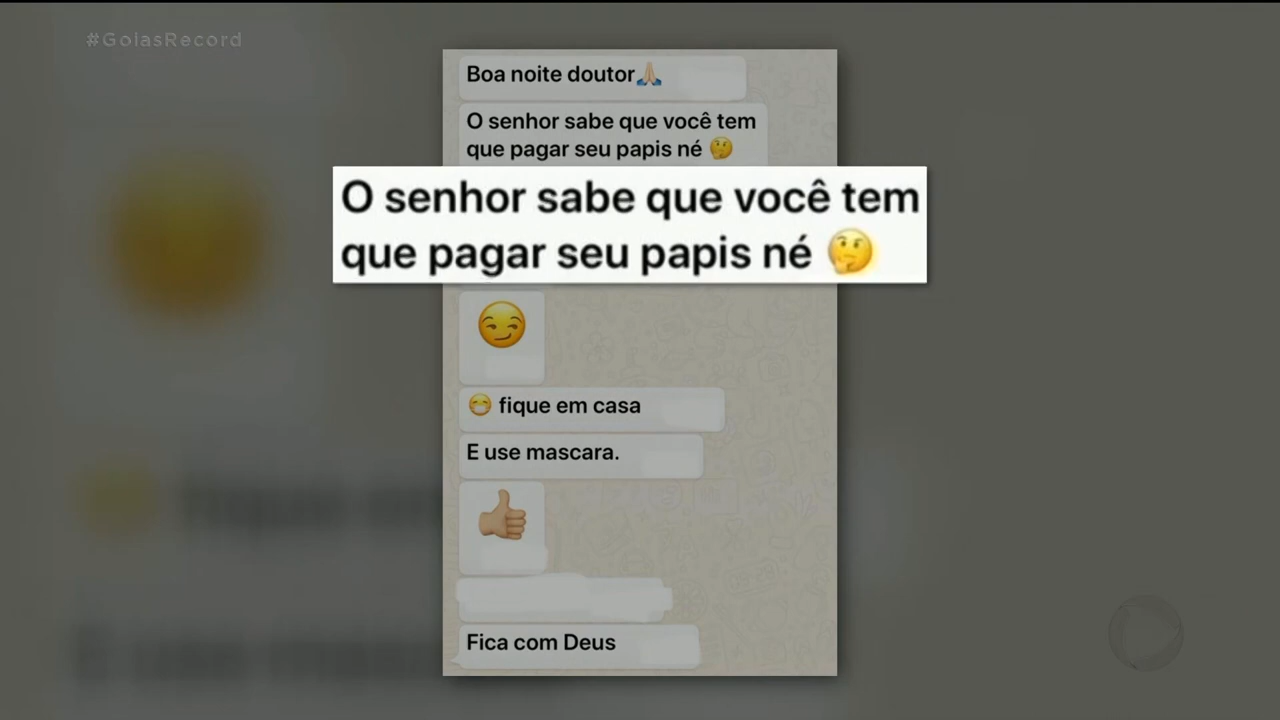 #GoiasRecord
Boa noite doutor🙏🏼
O senhor sabe que você tem
que pagar seu papis né 🤔
O senhor sabe que você tem
que pagar seu papis né 🤔
😏
😷 fique em casa
E use mascara.
👍🏼
Fica com Deus